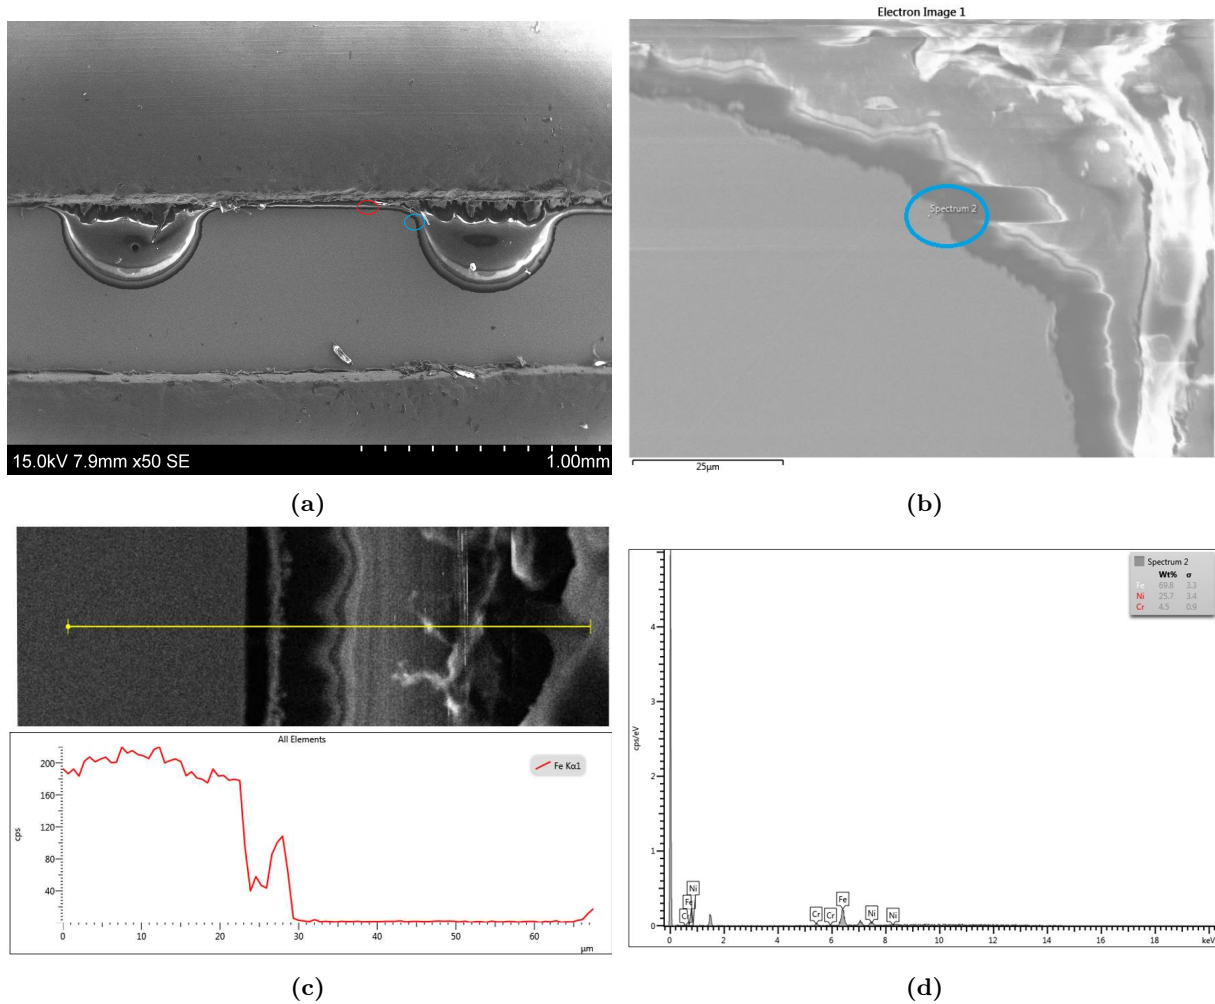 Electron Image 1
Spectrum 2
15.0kV 7.9mm x50 SE
1.00mm
25µm
(a)
(b)
All Elements
Fe Kα1
cps
200
160
120
80
40
0
10
20
30
40
50
60
µm
(c)
Spectrum 2
Wt% σ
Fe 69.8 3.3
Ni 25.7 3.4
Cr 4.5 0.9
cps/eV
4
3
2
1
0
Ni
Fe
Cr
Cr
Fe
Ni
Ni
Cr
0
2
4
6
8
10
12
14
16
18
keV
(d)